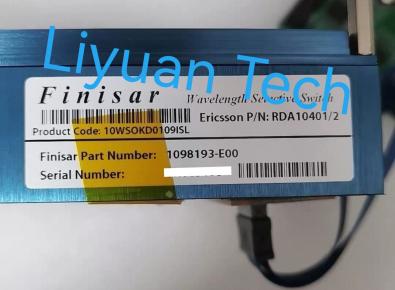 Liyuan Tech
Finisar Wavelength Selective Switch
Ericsson P/N: RDA10401/2
Product Code: 10WSOKD0109ISL
Finisar Part Number: 1098193-E00
Serial Number: